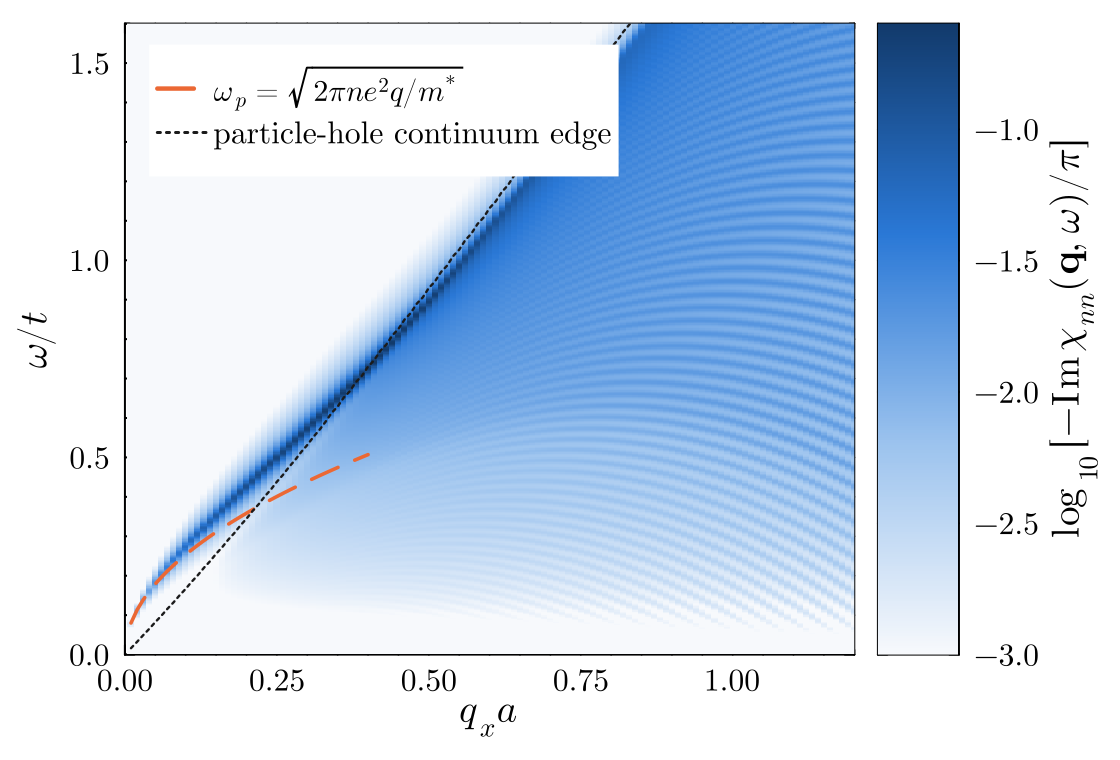 ω_p = √(2πne²q/m*)
particle-hole continuum edge
1.5
1.0
0.5
0.0
ω/t
0.00 0.25 0.50 0.75 1.00
q_x a
−1.0
−1.5
−2.0
−2.5
−3.0
log₁₀[−Im χ_nn(𝐪, ω)/π]